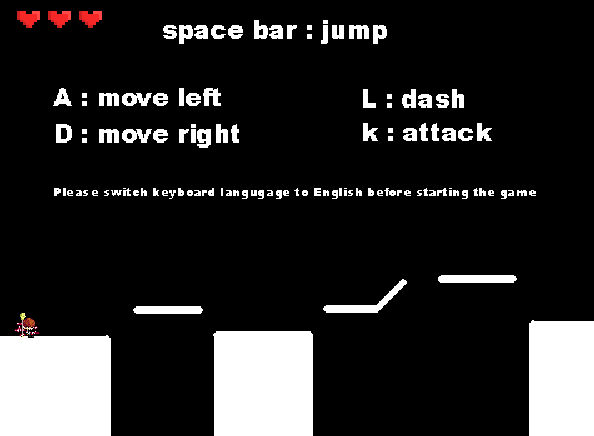 space bar : jump
A : move left
L : dash
D : move right
k : attack
Please switch keyboard langugage to English before starting the game